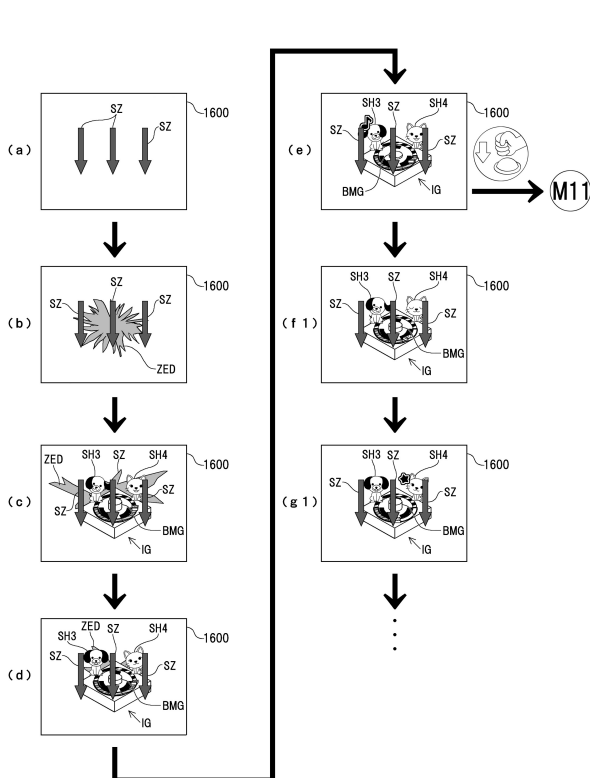 (a)
SZ
SZ
1600
(b)
SZ
SZ
SZ
1600
ZED
(c)
ZED
SH3
SZ
SH4
1600
SZ
SZ
BMG
IG
(d)
ZED
SZ
SH4
SH3
1600
SZ
SZ
BMG
IG
(e)
SH3
SZ
SH4
1600
SZ
SZ
BMG
IG
M11
(f1)
SH3
SZ
SH4
1600
SZ
SZ
BMG
IG
(g1)
SH3
SZ
SH4
1600
SZ
SZ
BMG
IG